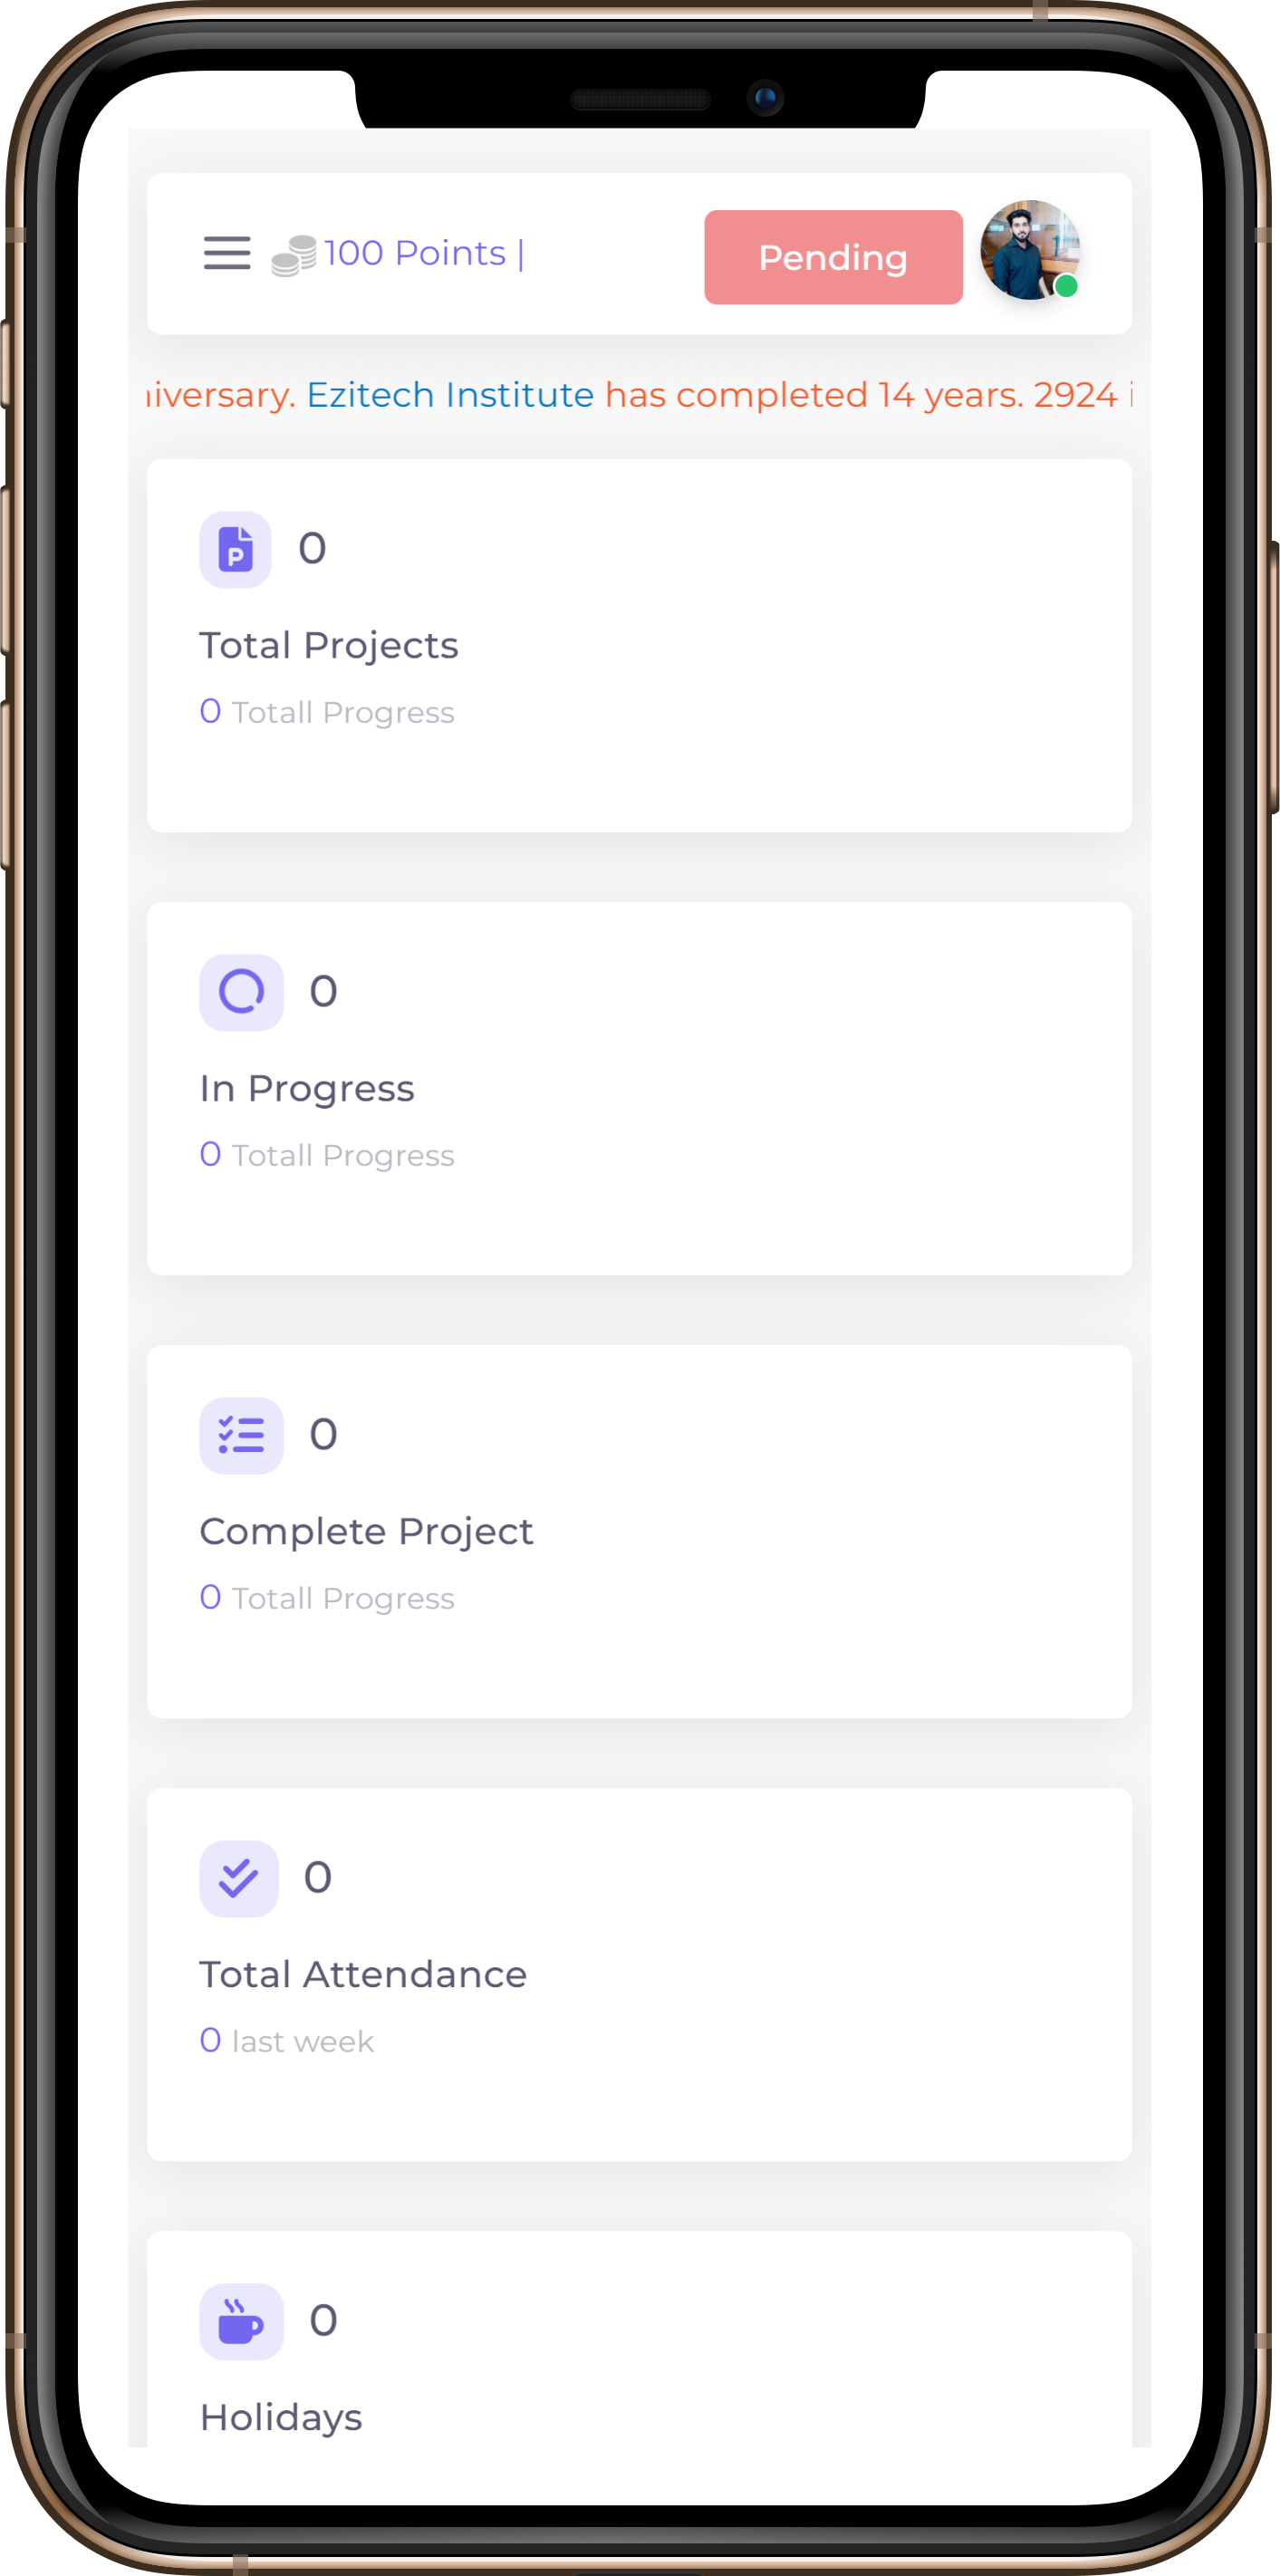 100 Points |
Pending
Ezitech Institute has completed 14 years. 2924
0
Total Projects
0 Totall Progress
0
In Progress
0 Totall Progress
0
Complete Project
0 Totall Progress
0
Total Attendance
0 last week
0
Holidays